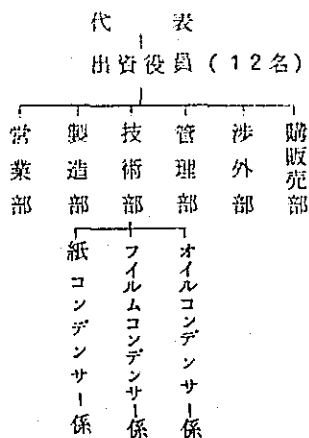 代表
出資役員(12名)
営業部
製造部
技術部
管理部
渉外部
購販売部
紙コンデンサー係
フイルムコンデンサー係
オイルコンデンサー係